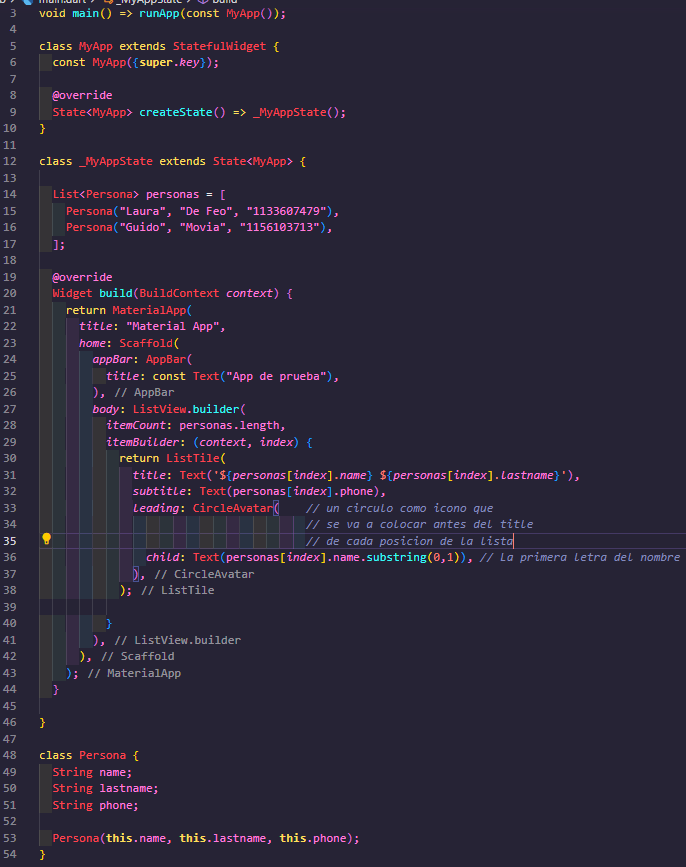 main.dart > _MyAppState > build
3 void main() => runApp(const MyApp());
4
5 class MyApp extends StatefulWidget {
6   const MyApp({super.key});
7
8   @override
9   State<MyApp> createState() => _MyAppState();
10 }
11
12 class _MyAppState extends State<MyApp> {
13
14   List<Persona> personas = [
15     Persona("Laura", "De Feo", "1133607479"),
16     Persona("Guido", "Movia", "1156103713"),
17   ];
18
19   @override
20   Widget build(BuildContext context) {
21     return MaterialApp(
22       title: "Material App",
23       home: Scaffold(
24         appBar: AppBar(
25           title: const Text("App de prueba"),
26         ), // AppBar
27         body: ListView.builder(
28           itemCount: personas.length,
29           itemBuilder: (context, index) {
30             return ListTile(
31               title: Text('${personas[index].name} ${personas[index].lastname}'),
32               subtitle: Text(personas[index].phone),
33               leading: CircleAvatar(    // un circulo como icono que
34                                         // se va a colocar antes del title
35                                         // de cada posicion de la lista
36                 child: Text(personas[index].name.substring(0,1)), // La primera letra del nombre
37               ), // CircleAvatar
38             ); // ListTile
39
40           }
41         ), // ListView.builder
42       ), // Scaffold
43     ); // MaterialApp
44   }
45
46 }
47
48 class Persona {
49   String name;
50   String lastname;
51   String phone;
52
53   Persona(this.name, this.lastname, this.phone);
54 }